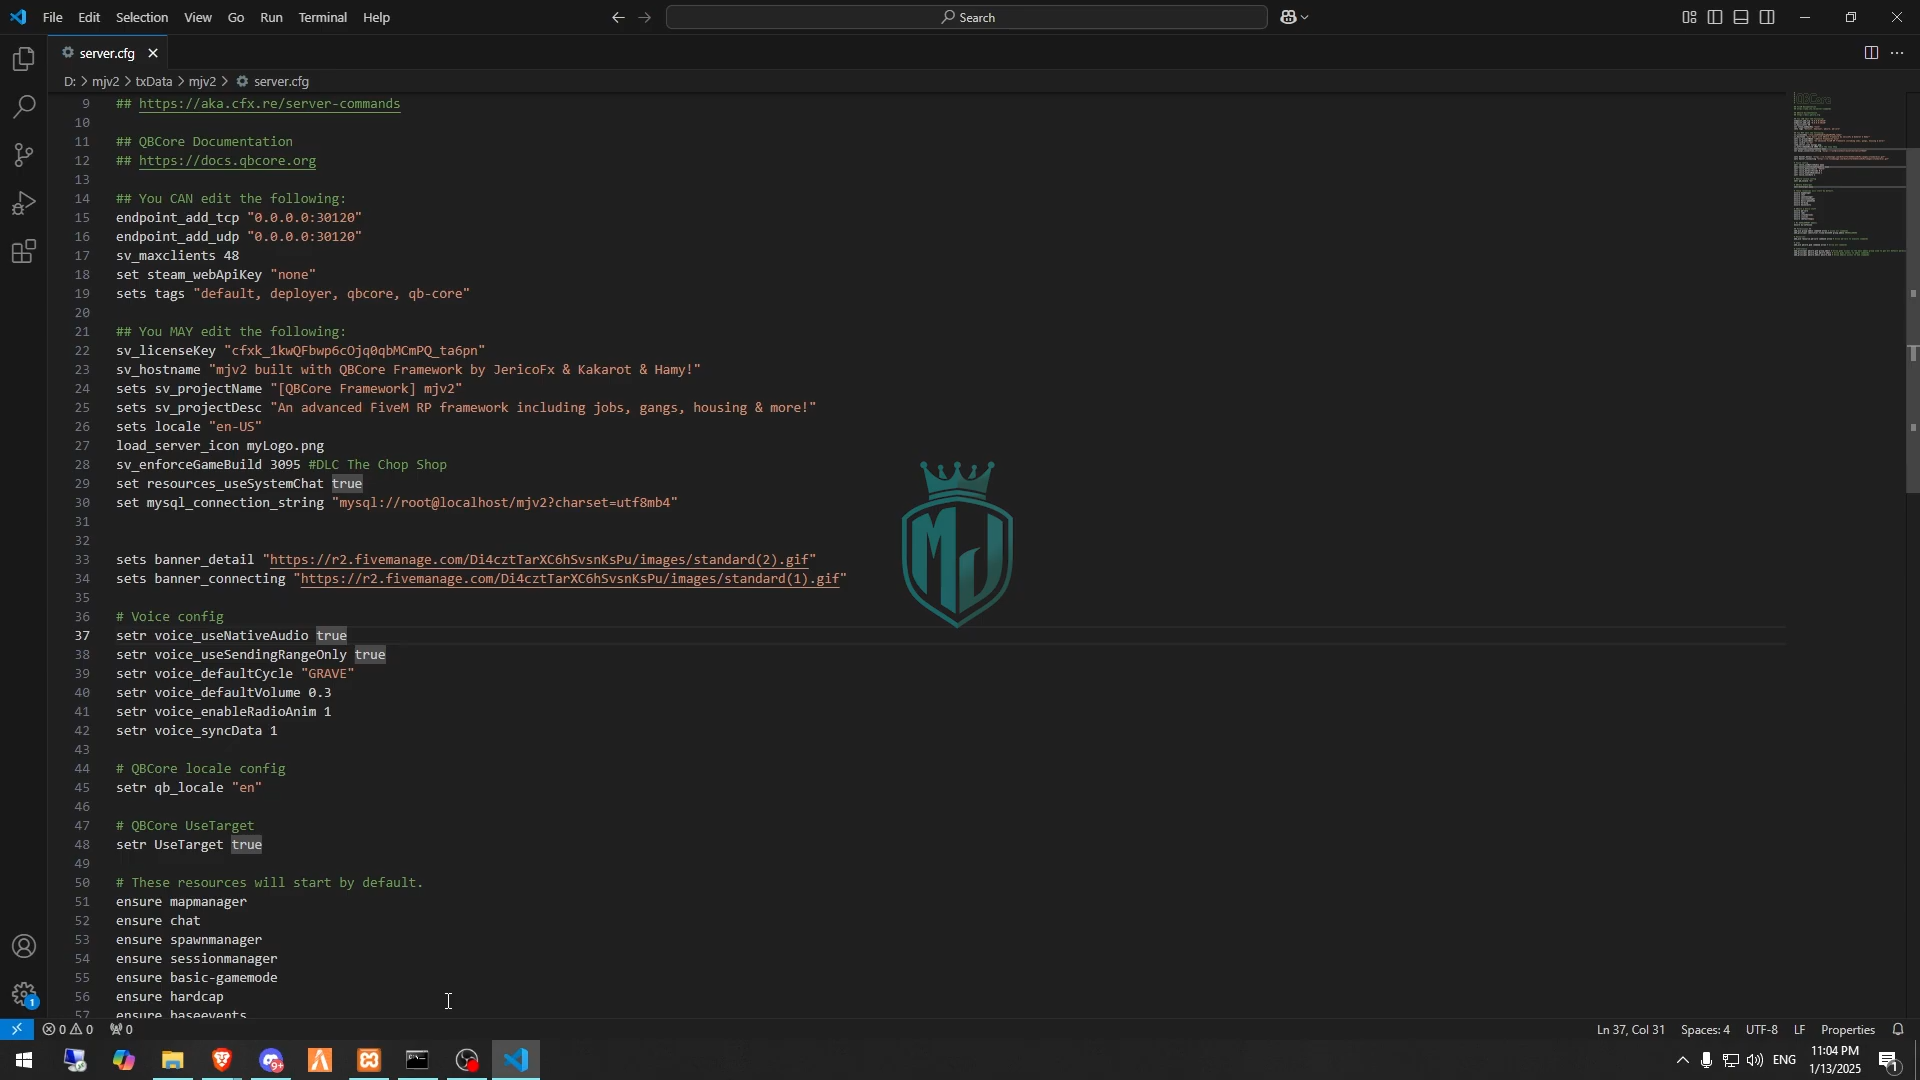 File Edit Selection View Go Run Terminal Help
Search
server.cfg
D: > mjv2 > txData > mjv2 > server.cfg
9 ## https://aka.cfx.re/server-commands
10
11 ## QBCore Documentation
12 ## https://docs.qbcore.org
13
14 ## You CAN edit the following:
15 endpoint_add_tcp "0.0.0.0:30120"
16 endpoint_add_udp "0.0.0.0:30120"
17 sv_maxclients 48
18 set steam_webApiKey "none"
19 sets tags "default, deployer, qbcore, qb-core"
20
21 ## You MAY edit the following:
22 sv_licenseKey "cfxk_1kwQFbwp6cOjq0qbMCmPQ_ta6pn"
23 sv_hostname "mjv2 built with QBCore Framework by JericoFx & Kakarot & Hamy!"
24 sets sv_projectName "[QBCore Framework] mjv2"
25 sets sv_projectDesc "An advanced FiveM RP framework including jobs, gangs, housing & more!"
26 sets locale "en-US"
27 load_server_icon myLogo.png
28 sv_enforceGameBuild 3095 #DLC The Chop Shop
29 set resources_useSystemChat true
30 set mysql_connection_string "mysql://root@localhost/mjv2?charset=utf8mb4"
31
32
33 sets banner_detail "https://r2.fivemanage.com/Di4cztTarXC6hSvsnKsPu/images/standard(2).gif"
34 sets banner_connecting "https://r2.fivemanage.com/Di4cztTarXC6hSvsnKsPu/images/standard(1).gif"
35
36 # Voice config
37 setr voice_useNativeAudio true
38 setr voice_useSendingRangeOnly true
39 setr voice_defaultCycle "GRAVE"
40 setr voice_defaultVolume 0.3
41 setr voice_enableRadioAnim 1
42 setr voice_syncData 1
43
44 # QBCore locale config
45 setr qb_locale "en"
46
47 # QBCore UseTarget
48 setr UseTarget true
49
50 # These resources will start by default.
51 ensure mapmanager
52 ensure chat
53 ensure spawnmanager
54 ensure sessionmanager
55 ensure basic-gamemode
56 ensure hardcap
57 ensure baseevents
MJ
1
0 0 0
Ln 37, Col 31 Spaces: 4 UTF-8 LF Properties
9+
ENG
11:04 PM
1/13/2025
1